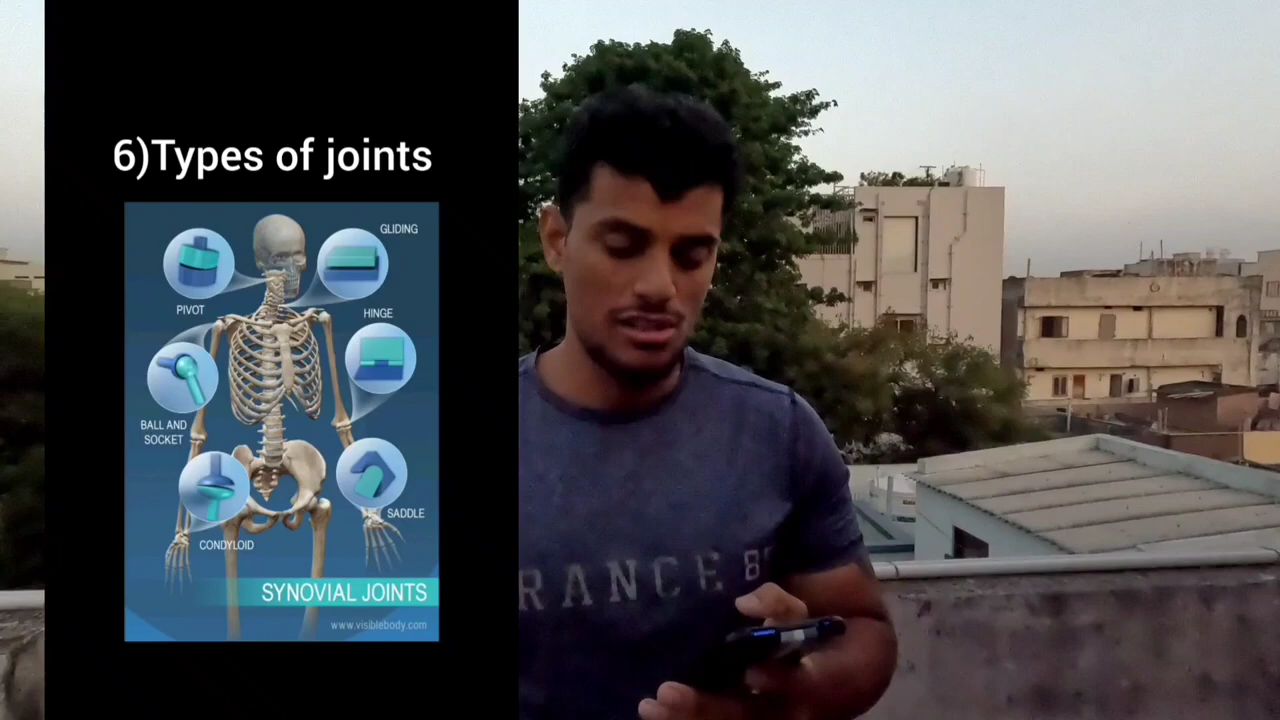 6)Types of joints
GLIDING
PIVOT
HINGE
BALL AND
SOCKET
SADDLE
CONDYLOID
SYNOVIAL JOINTS
www.visiblebody.com
RANCE 8